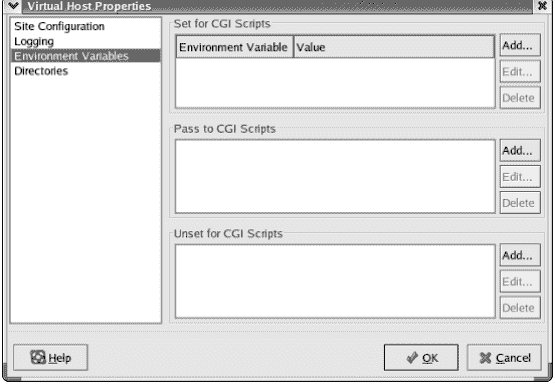 Virtual Host Properties
Site Configuration
Logging
Environment Variables
Directories
Set for CGI Scripts
Environment Variable Value
Add...
Edit...
Delete
Pass to CGI Scripts
Add...
Edit...
Delete
Unset for CGI Scripts
Add...
Edit...
Delete
Help
OK
Cancel